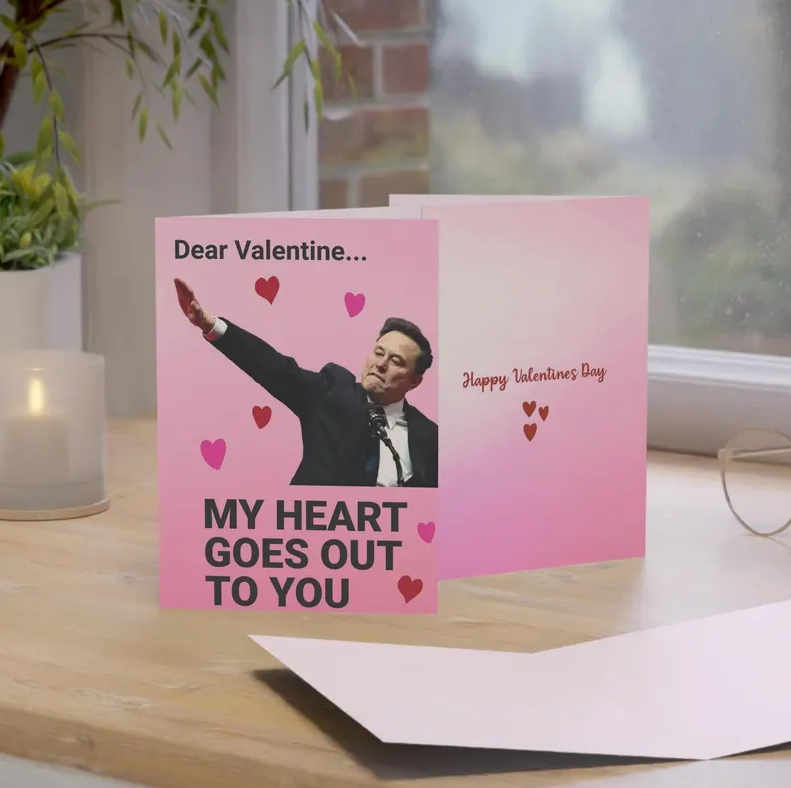 Dear Valentine...
MY HEART
GOES OUT
TO YOU
Happy Valentines Day